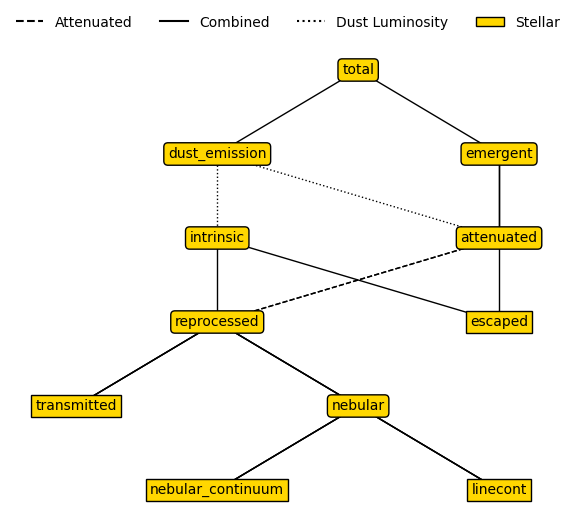 Attenuated Combined Dust Luminosity Stellar
total
dust_emission emergent
intrinsic attenuated
reprocessed escaped
transmitted nebular
nebular_continuum linecont